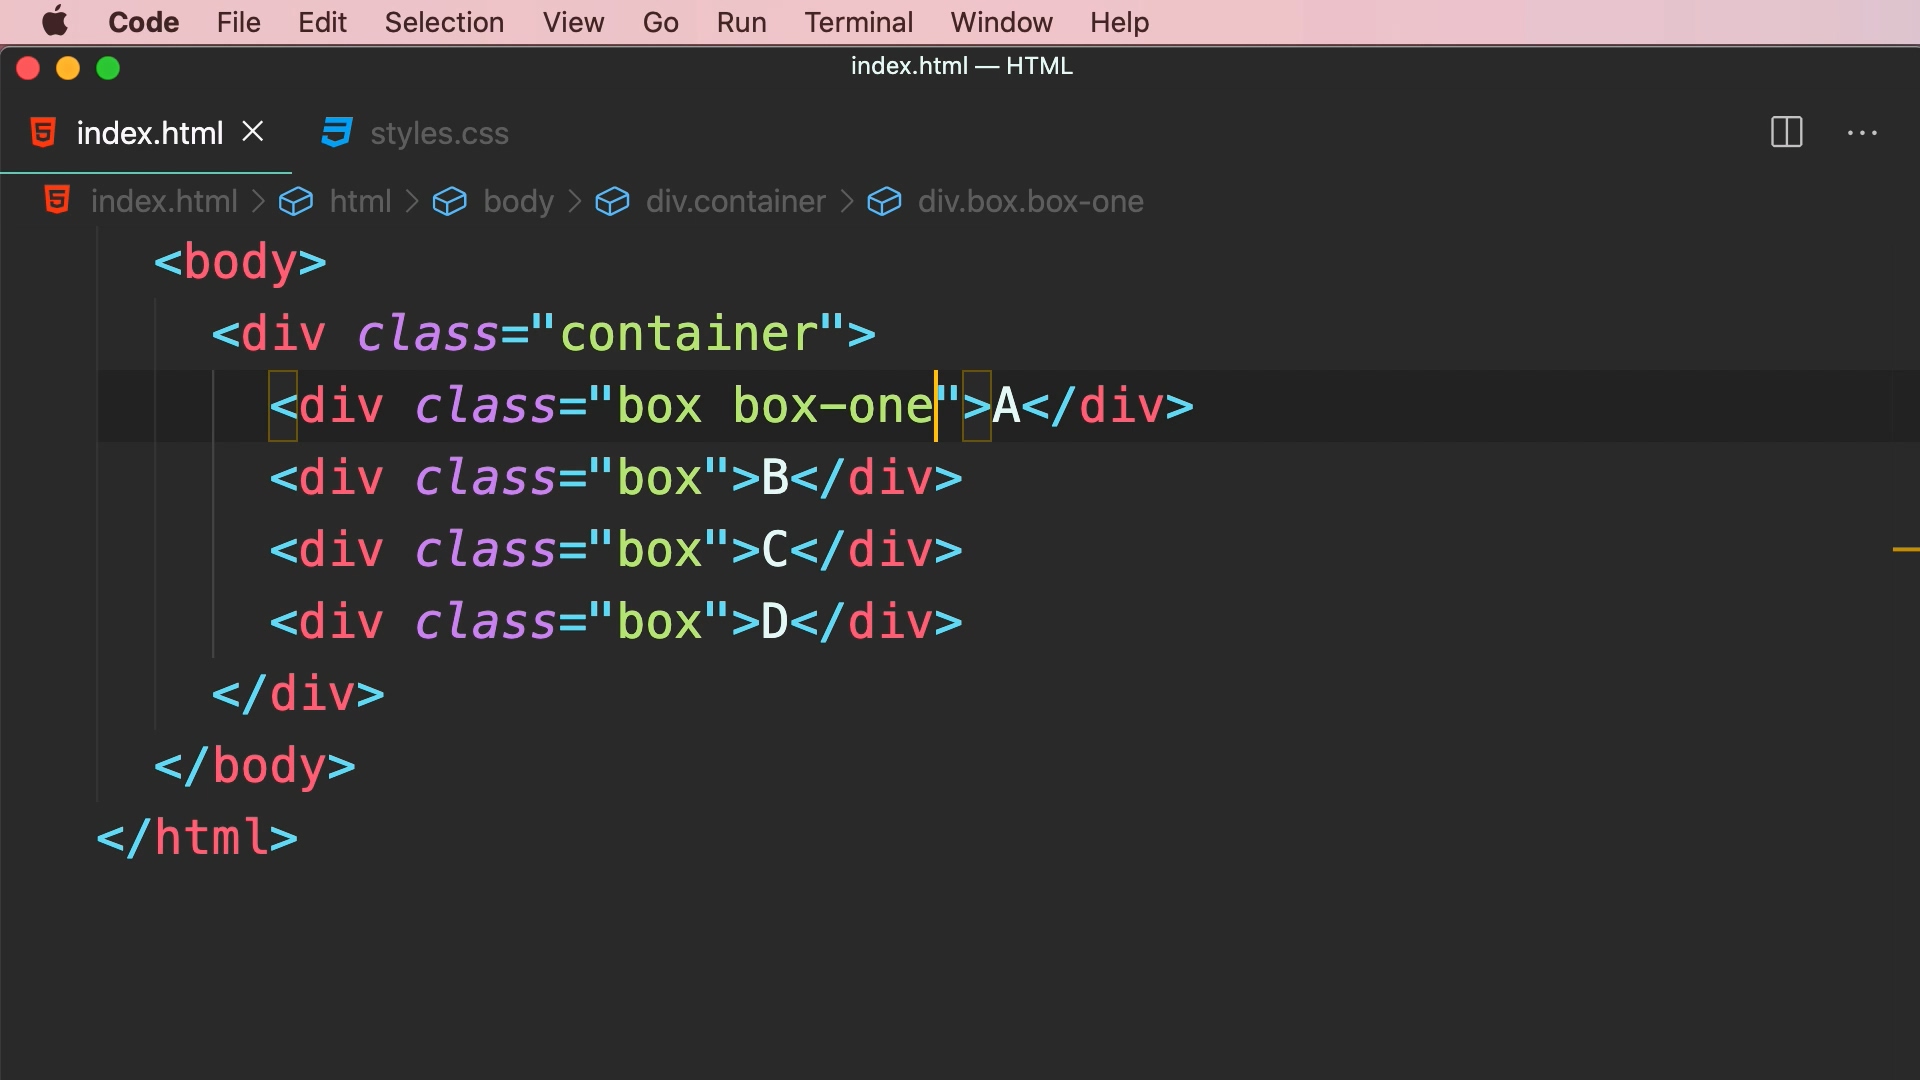 Code File Edit Selection View Go Run Terminal Window Help
index.html — HTML
index.html styles.css
index.html > html > body > div.container > div.box.box-one
<body>
<div class="container">
<div class="box box-one">A</div>
<div class="box">B</div>
<div class="box">C</div>
<div class="box">D</div>
</div>
</body>
</html>